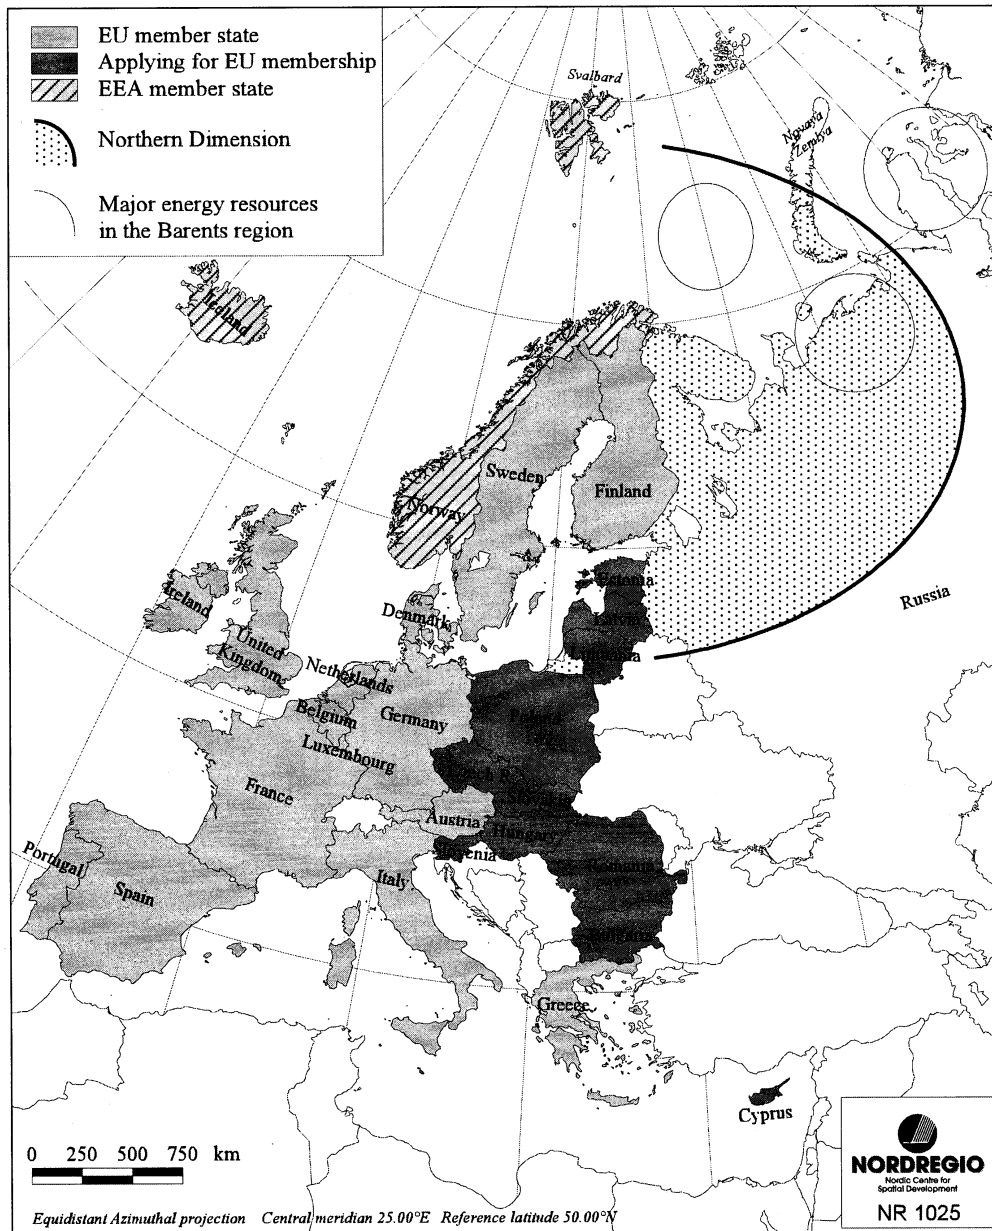 EU member state
Applying for EU membership
EEA member state
Northern Dimension
Major energy resources
in the Barents region
Svalbard
Novaya
Zemlya
Iceland
Sweden
Finland
Norway
Estonia
Russia
Ireland
Denmark
Latvia
United
Kingdom
Lithuania
Netherlands
Belgium
Germany
Poland
Luxembourg
Czech R.
France
Slovakia
Austria
Hungary
Portugal
Slovenia
Romania
Spain
Italy
Bulgaria
Greece
Cyprus
0 250 500 750 km
NORDREGIO
Nordic Centre for
Spatial Development
NR 1025
Equidistant Azimuthal projection Central meridian 25.00°E Reference latitude 50.00°N